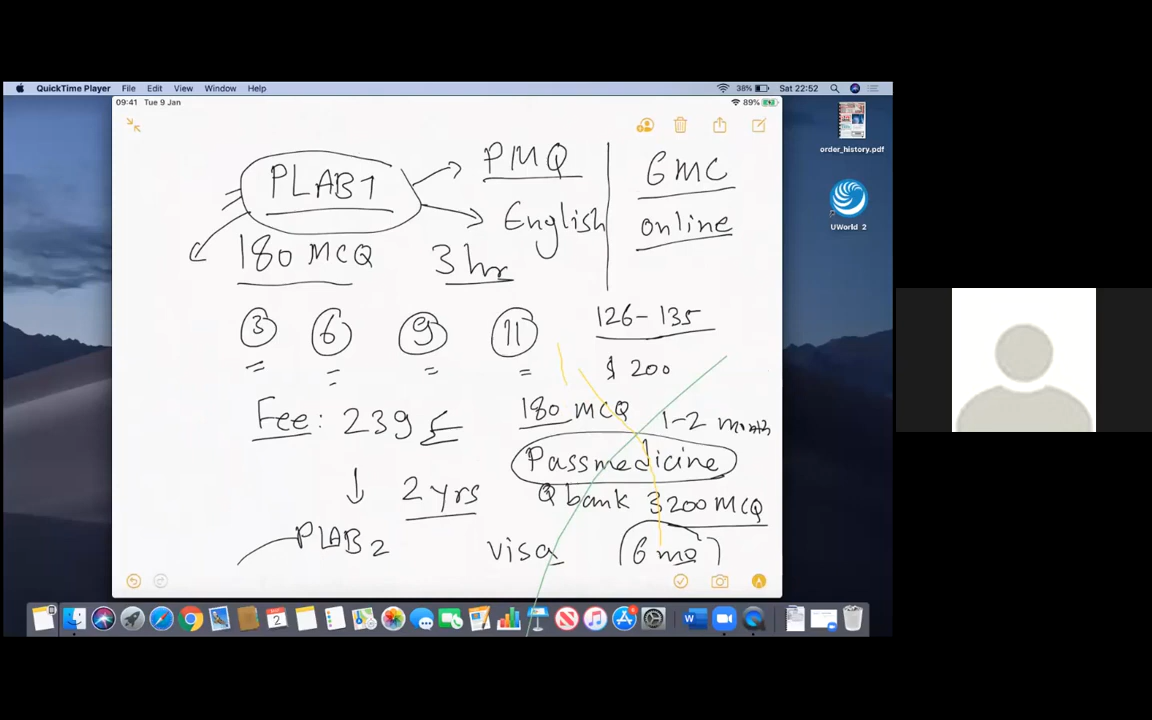 QuickTime Player File Edit View Window Help
38% Sat 22:52
09:41 Tue 9 Jan
89%
order_history.pdf
UWorld 2
PLAB1
PMQ
English
GMC
online
180 MCQ
3 hr
3 6 9 11
126-135
$ 200
Fee: 239 £
180 MCQ
1-2 month
Passmedicine
2 yrs
Q bank 3200 MCQ
PLAB2
visa
6 mo